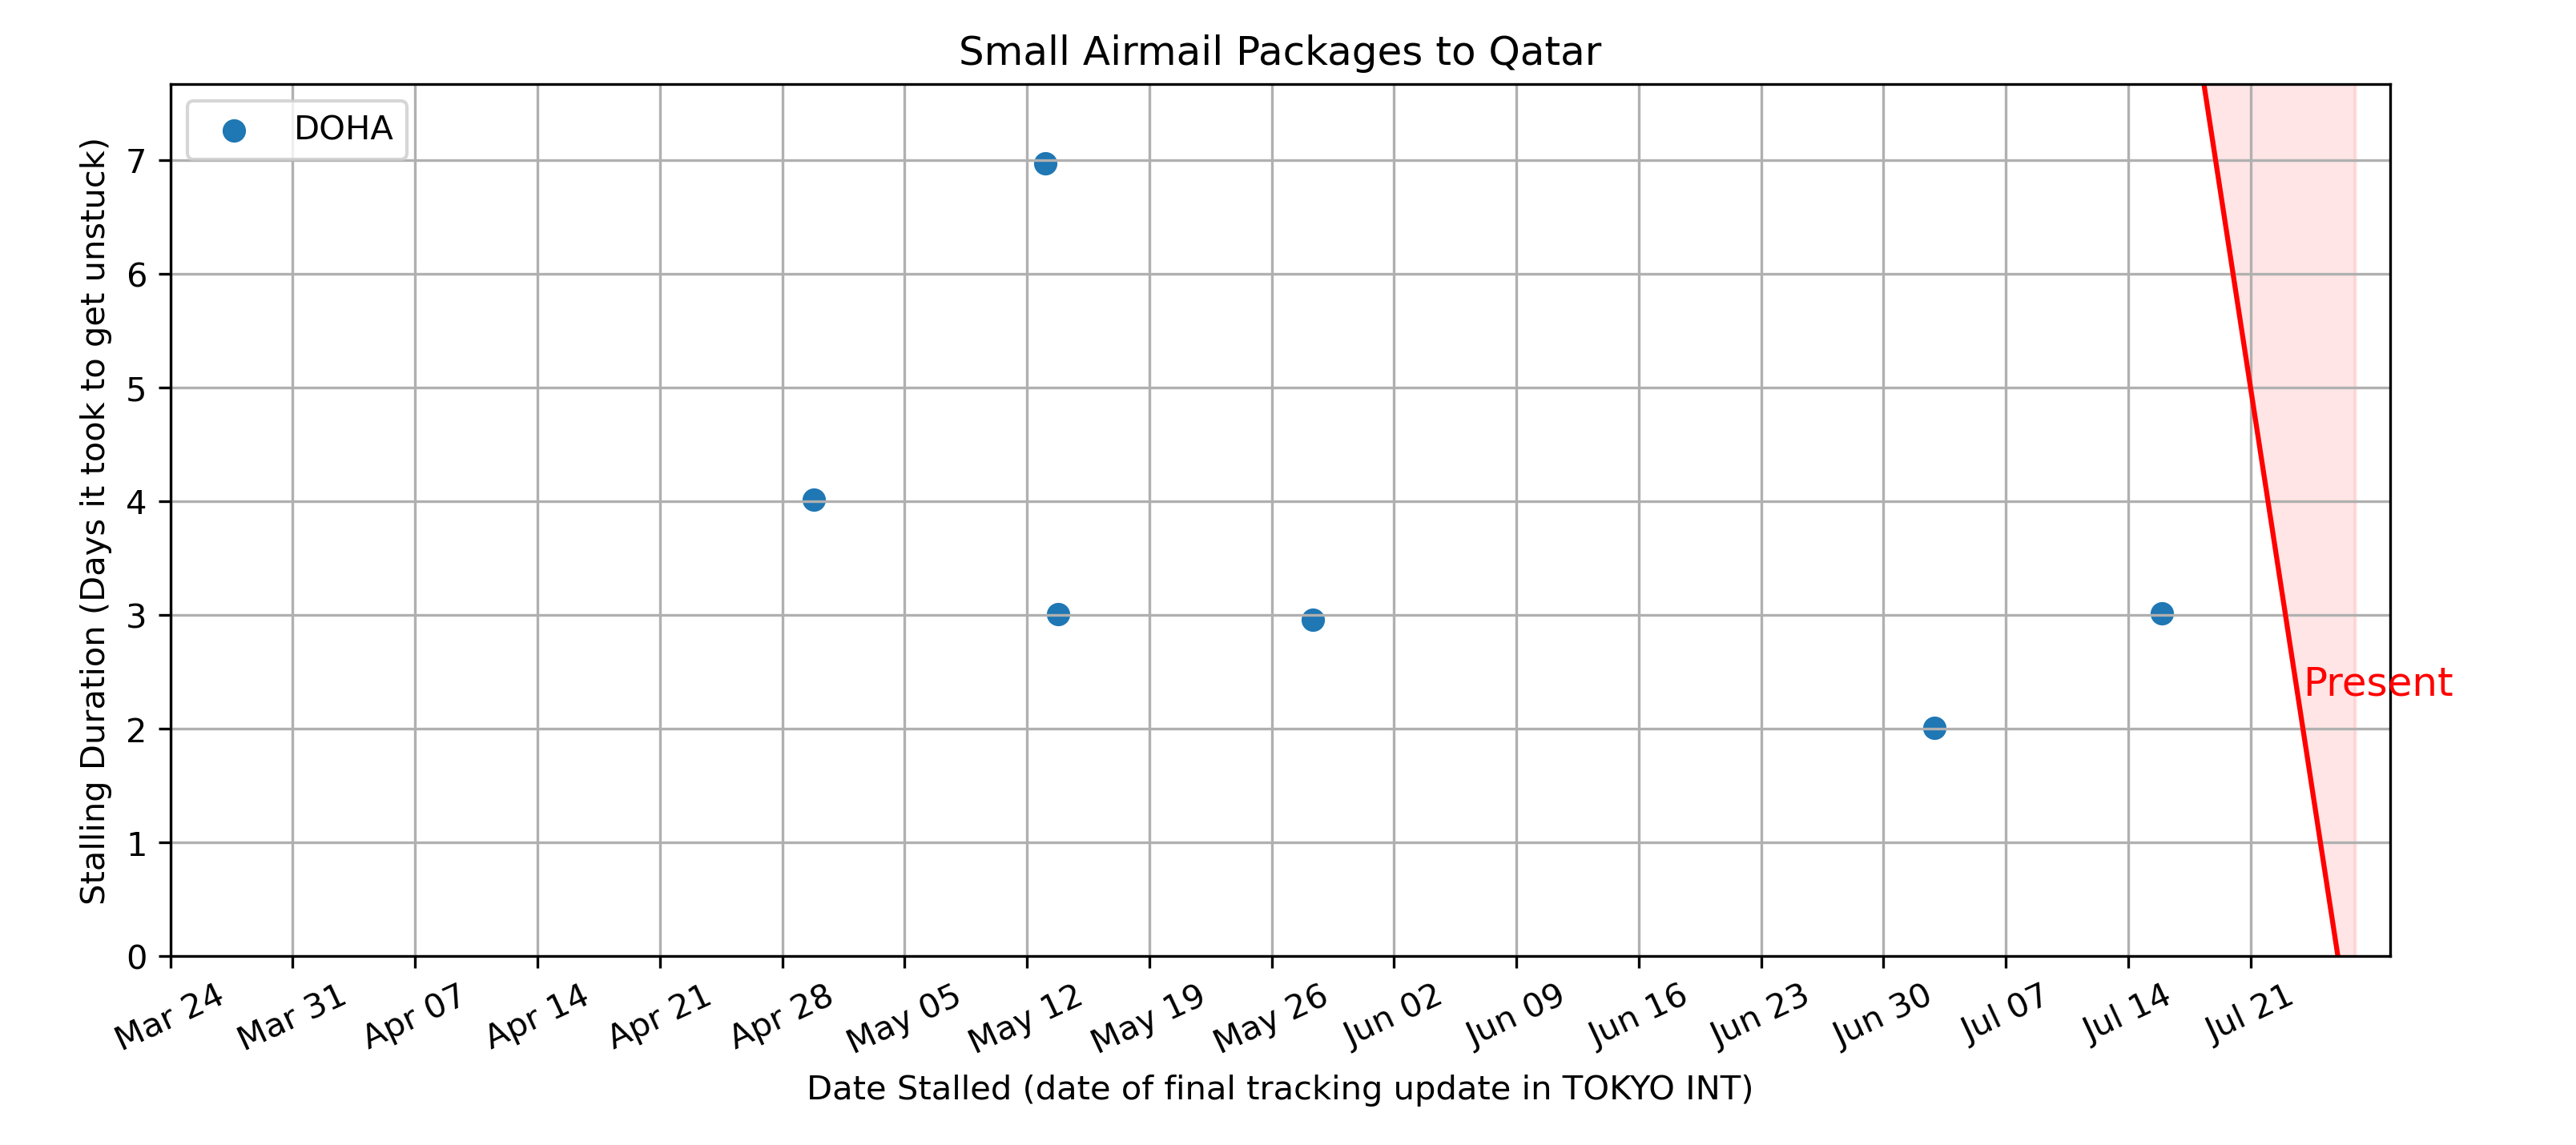 Small Airmail Packages to Qatar
DOHA
Stalling Duration (Days it took to get unstuck)
7
6
5
4
3
2
1
0
Present
Mar 24
Mar 31
Apr 07
Apr 14
Apr 21
Apr 28
May 05
May 12
May 19
May 26
Jun 02
Jun 09
Jun 16
Jun 23
Jun 30
Jul 07
Jul 14
Jul 21
Date Stalled (date of final tracking update in TOKYO INT)